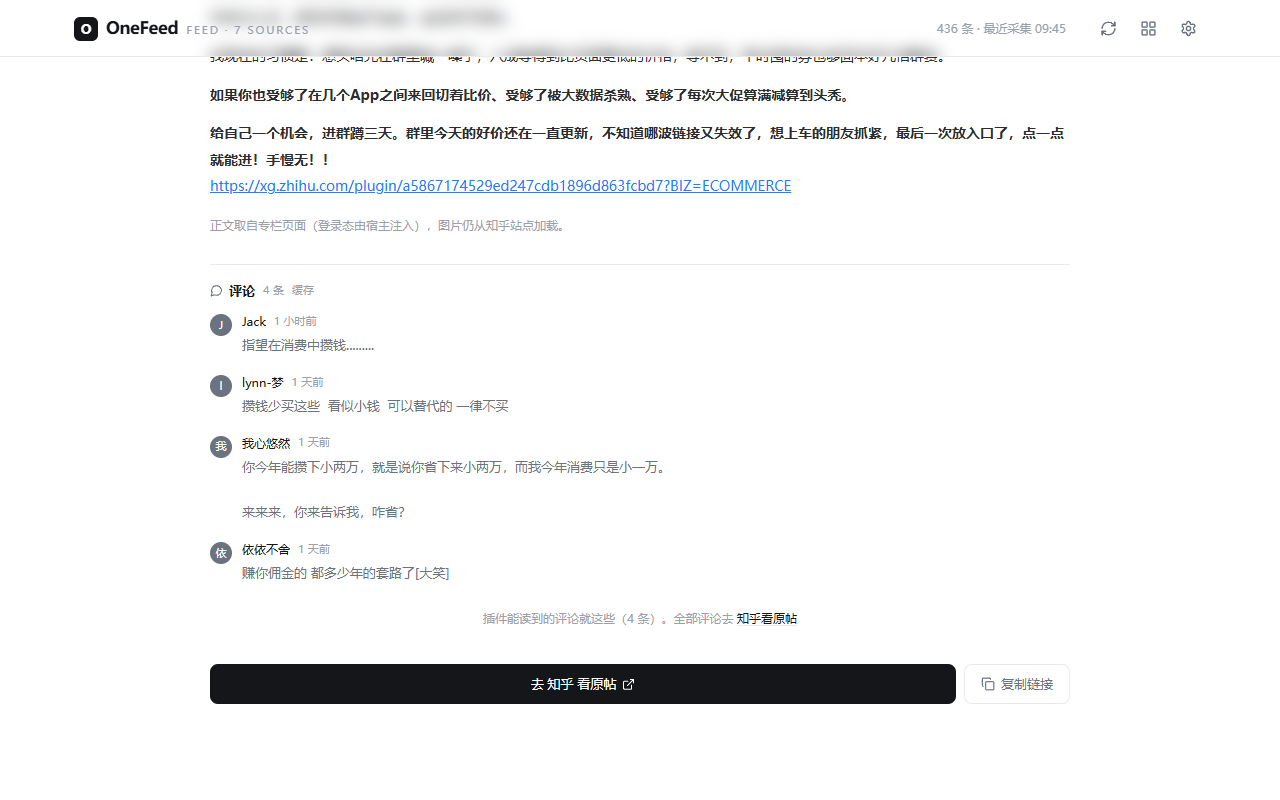 OneFeed FEED · 7 SOURCES
436 条 · 最近采集 09:45
如果你也受够了在几个App之间来回切着比价、受够了被大数据杀熟、受够了每次大促算满减算到头秃。
给自己一个机会，进群蹲三天。群里今天的好价还在一直更新，不知道哪波链接又失效了，想上车的朋友抓紧，最后一次放入口了，点一点
就能进！手慢无！！
https://xg.zhihu.com/plugin/a5867174529ed247cdb1896d863fcbd7?BIZ=ECOMMERCE
正文取自专栏页面（登录态由宿主注入），图片仍从知乎站点加载。
评论 4 条 缓存
J Jack 1 小时前
指望在消费中攒钱………
l lynn-梦 1 天前
攒钱少买这些 看似小钱 可以替代的 一律不买
我 我心悠然 1 天前
你今年能攒下小两万，就是说你省下来小两万，而我今年消费只是小一万。
来来来，你来告诉我，咋省?
依 依依不舍 1 天前
赚你佣金的 都多少年的套路了[大笑]
插件能读到的评论就这些（4 条）。全部评论去 知乎看原帖
去 知乎 看原帖
复制链接